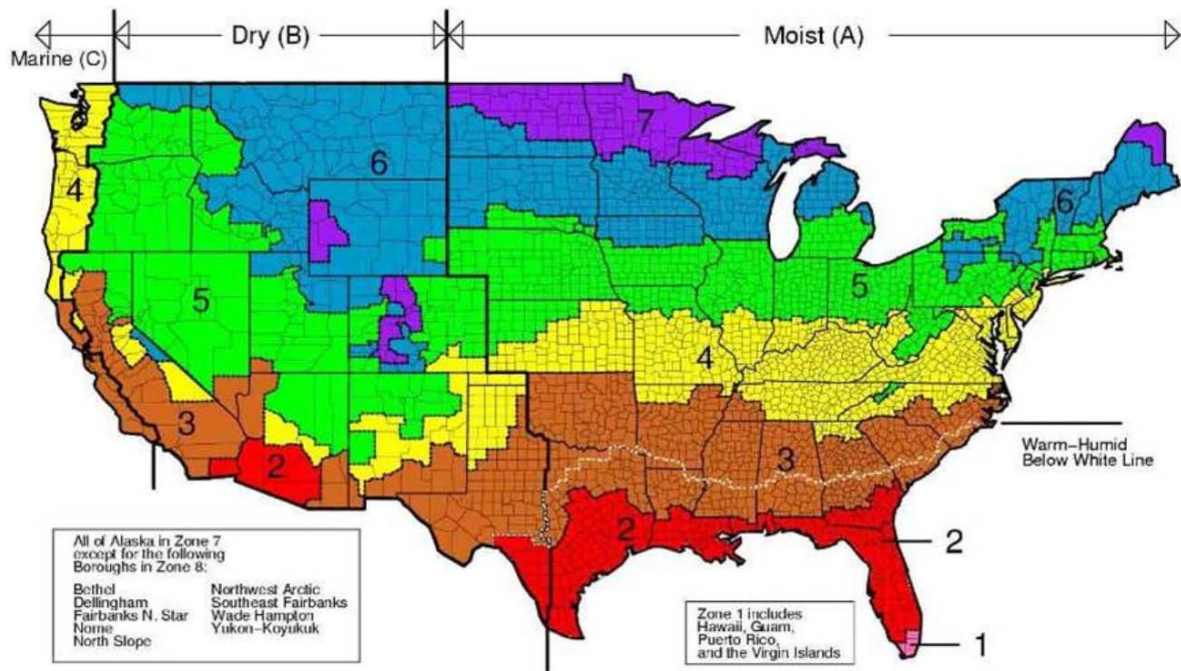 Marine (C)
Dry (B)
Moist (A)
7
6
6
4
5
5
4
3
3
2
2
2
1
Warm-Humid
Below White Line
All of Alaska in Zone 7
except for the following
Boroughs in Zone 8:
Bethel Northwest Arctic
Dellingham Southeast Fairbanks
Fairbanks N. Star Wade Hampton
Nome Yukon-Koyukuk
North Slope
Zone 1 includes
Hawaii, Guam,
Puerto Rico,
and the Virgin Islands